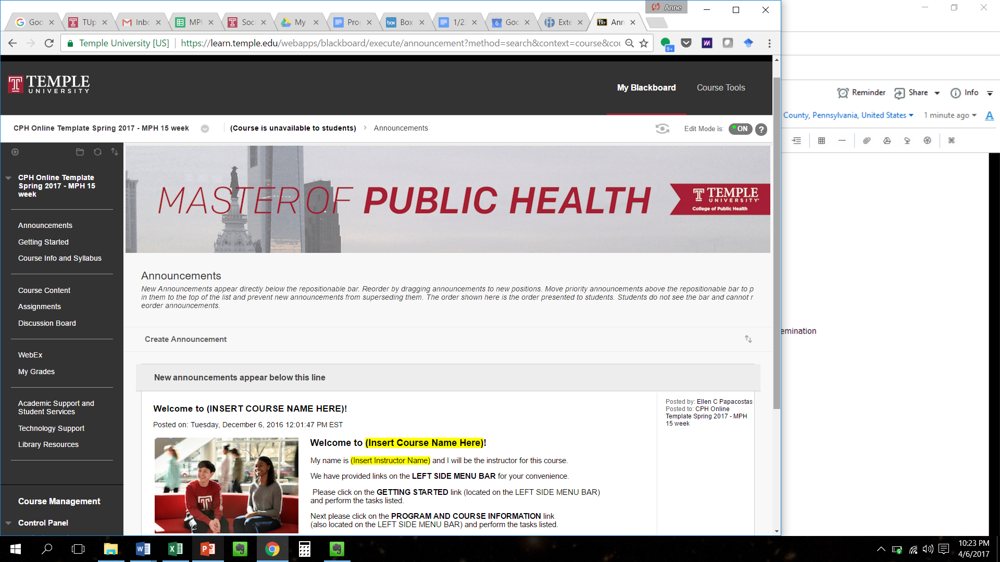 Anne
Goo
TUp
Inbo
MPI
Soci
My
Pro
Box
1/2
Goo
Exte
Ann
Temple University [US]
https://learn.temple.edu/webapps/blackboard/execute/announcement?method=search&context=course&cou
9+
TEMPLE
UNIVERSITY
My Blackboard
Course Tools
Reminder
Share
Info
County, Pennsylvania, United States
1 minute ago
CPH Online Template Spring 2017 - MPH 15 week
(Course is unavailable to students)
Announcements
Edit Mode is:
ON
?
CPH Online Template
Spring 2017 - MPH 15
week
Announcements
Getting Started
Course Info and Syllabus
Course Content
Assignments
Discussion Board
WebEx
My Grades
Academic Support and
Student Services
Technology Support
Library Resources
Course Management
Control Panel
MASTER OF PUBLIC HEALTH
TEMPLE
UNIVERSITY
College of Public Health
Announcements
New Announcements appear directly below the repositionable bar. Reorder by dragging announcements to new positions. Move priority announcements above the repositionable bar to p
in them to the top of the list and prevent new announcements from superseding them. The order shown here is the order presented to students. Students do not see the bar and cannot r
eorder announcements.
emination
Create Announcement
New announcements appear below this line
Welcome to (INSERT COURSE NAME HERE)!
Posted on: Tuesday, December 6, 2016 12:01:47 PM EST
Posted by: Ellen C Papacostas
Posted to: CPH Online
Template Spring 2017 - MPH
15 week
Welcome to (Insert Course Name Here)!
My name is (Insert Instructor Name) and I will be the instructor for this course.
We have provided links on the LEFT SIDE MENU BAR for your convenience.
Please click on the GETTING STARTED link (located on the LEFT SIDE MENU BAR)
and perform the tasks listed.
Next please click on the PROGRAM AND COURSE INFORMATION link
(also located on the LEFT SIDE MENU BAR) and perform the tasks listed.
10:23 PM
4/6/2017